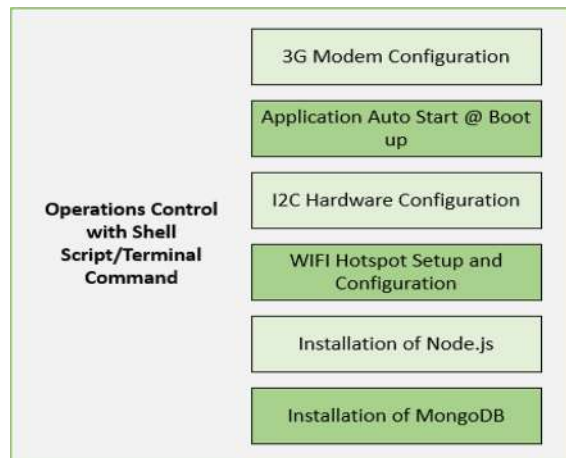 3G Modem Configuration
Application Auto Start @ Boot
up
I2C Hardware Configuration
Operations Control
with Shell
Script/Terminal
Command
WIFI Hotspot Setup and
Configuration
Installation of Node.js
Installation of MongoDB